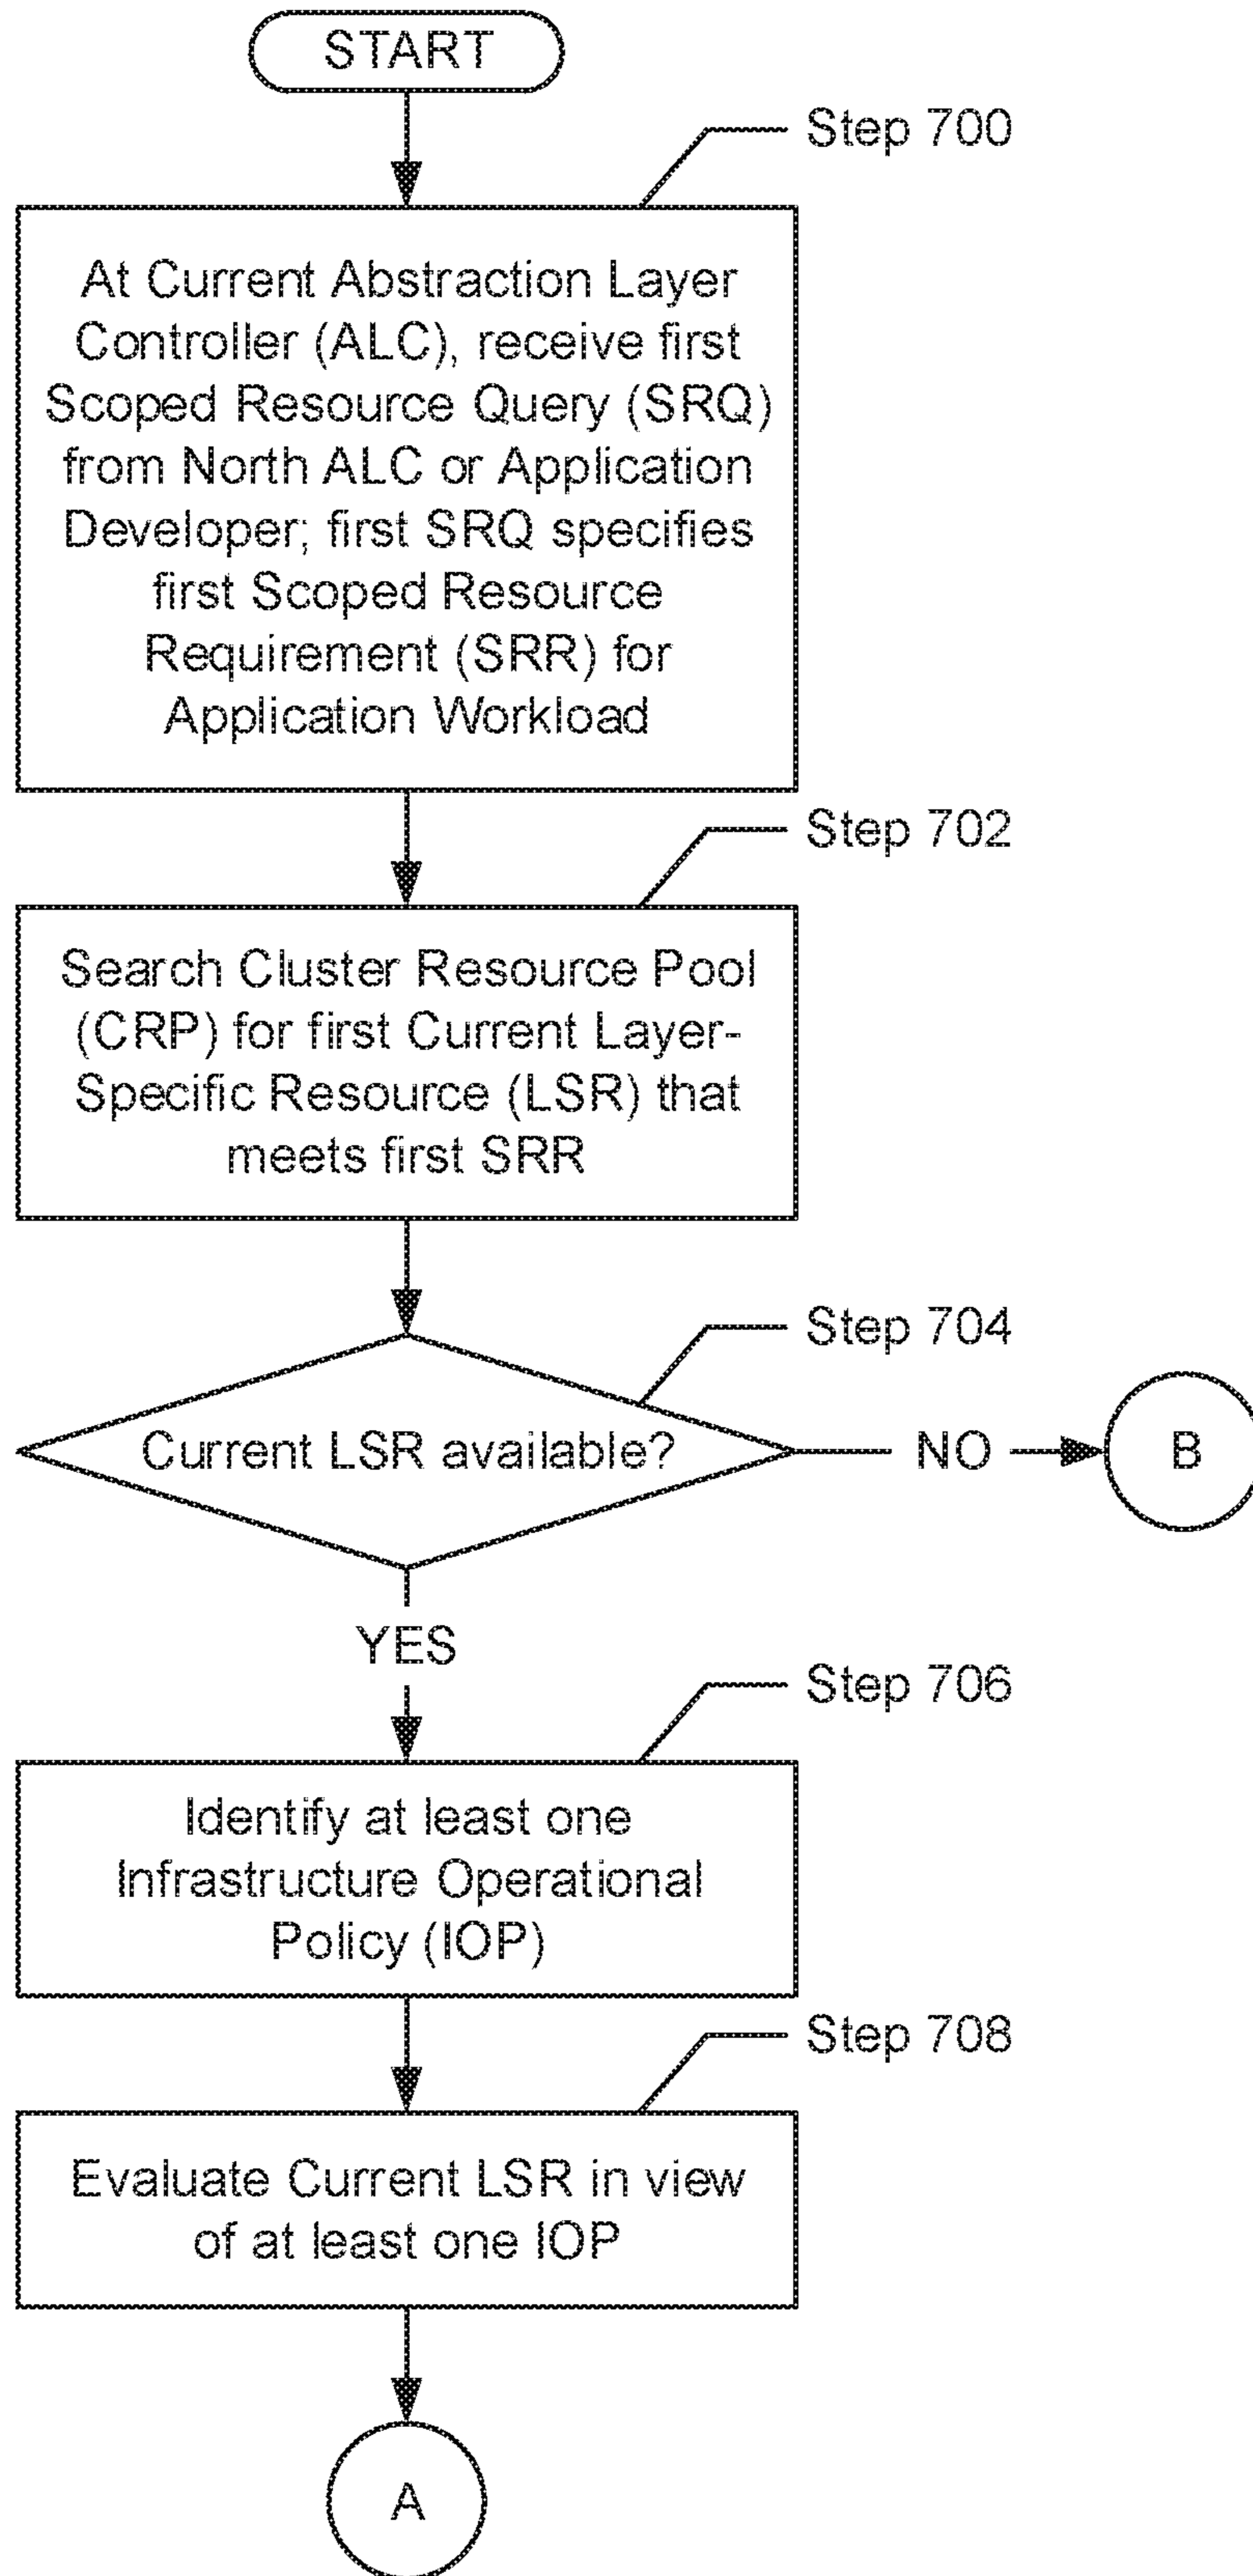 START
Step 700
At Current Abstraction Layer
Controller (ALC), receive first
Scoped Resource Query (SRQ)
from North ALC or Application
Developer; first SRQ specifies
first Scoped Resource
Requirement (SRR) for
Application Workload
Step 702
Search Cluster Resource Pool
(CRP) for first Current Layer-
Specific Resource (LSR) that
meets first SRR
Step 704
Current LSR available?
NO
B
YES
Step 706
Identify at least one
Infrastructure Operational
Policy (IOP)
Step 708
Evaluate Current LSR in view
of at least one IOP
A